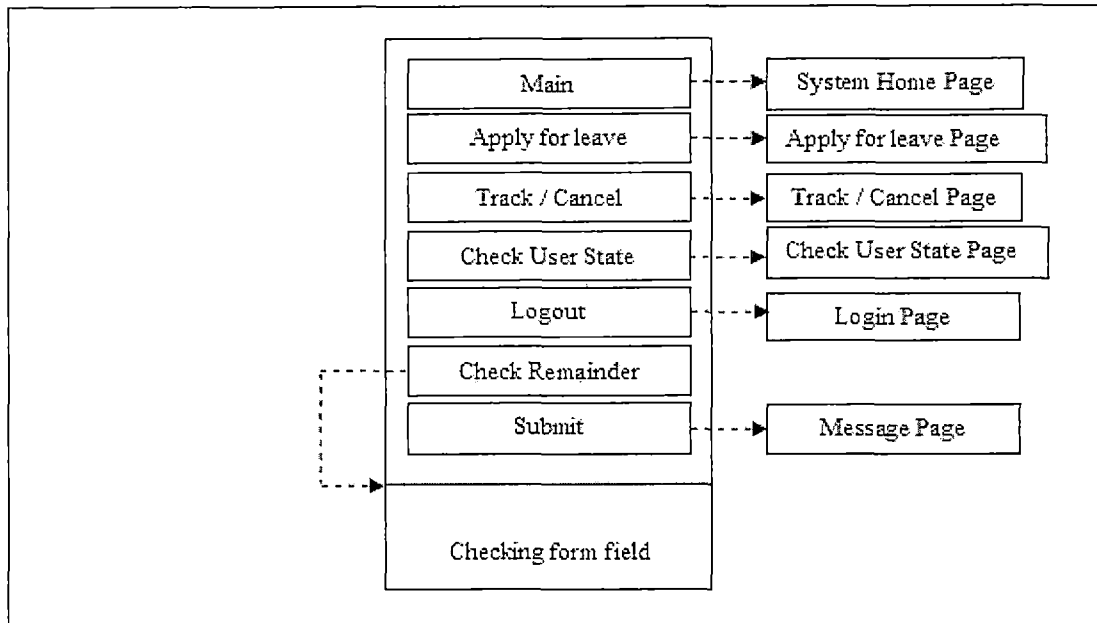 Main
System Home Page
Apply for leave
Apply for leave Page
Track / Cancel
Track / Cancel Page
Check User State
Check User State Page
Logout
Login Page
Check Remainder
Submit
Message Page
Checking form field